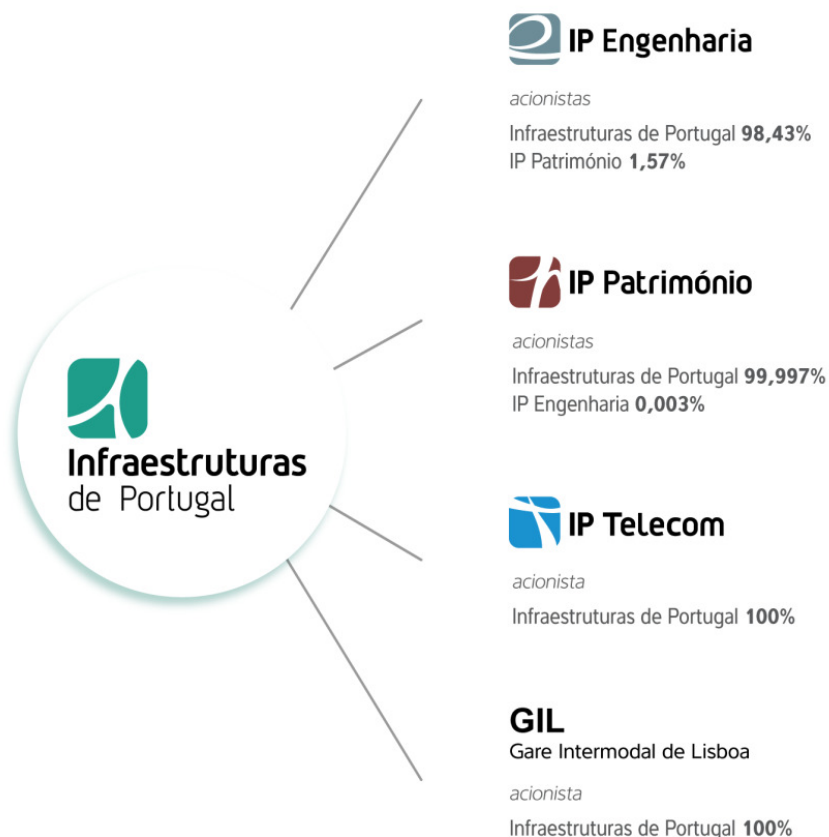 IP Engenharia
acionistas
Infraestruturas de Portugal 98,43%
IP Património 1,57%
IP Património
acionistas
Infraestruturas de Portugal 99,997%
IP Engenharia 0,003%
Infraestruturas
de Portugal
IP Telecom
acionista
Infraestruturas de Portugal 100%
GIL
Gare Intermodal de Lisboa
acionista
Infraestruturas de Portugal 100%